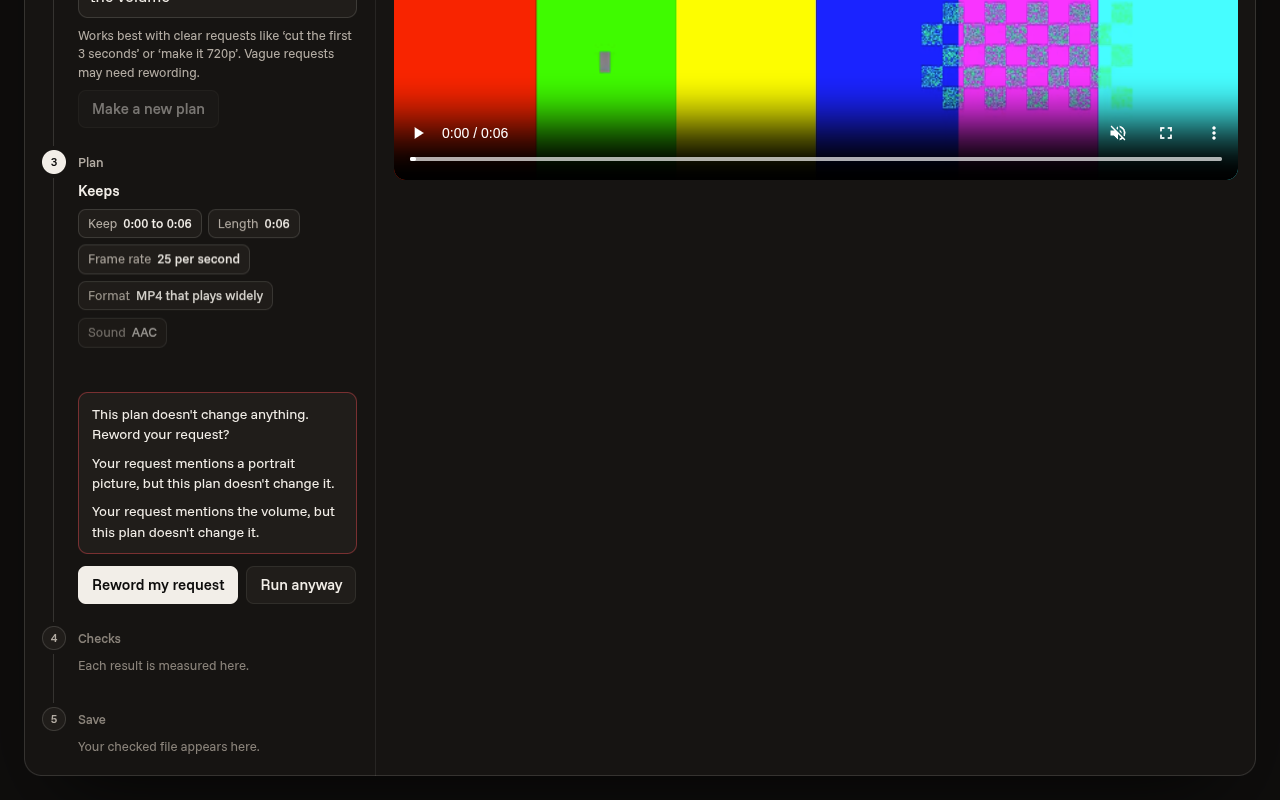 the volume
Works best with clear requests like ‘cut the first
3 seconds’ or ‘make it 720p’. Vague requests
may need rewording.
Make a new plan
3 Plan
Keeps
Keep 0:00 to 0:06 Length 0:06
Frame rate 25 per second
Format MP4 that plays widely
Sound AAC
This plan doesn't change anything.
Reword your request?
Your request mentions a portrait
picture, but this plan doesn't change it.
Your request mentions the volume, but
this plan doesn't change it.
Reword my request Run anyway
4 Checks
Each result is measured here.
5 Save
Your checked file appears here.
0:00 / 0:06